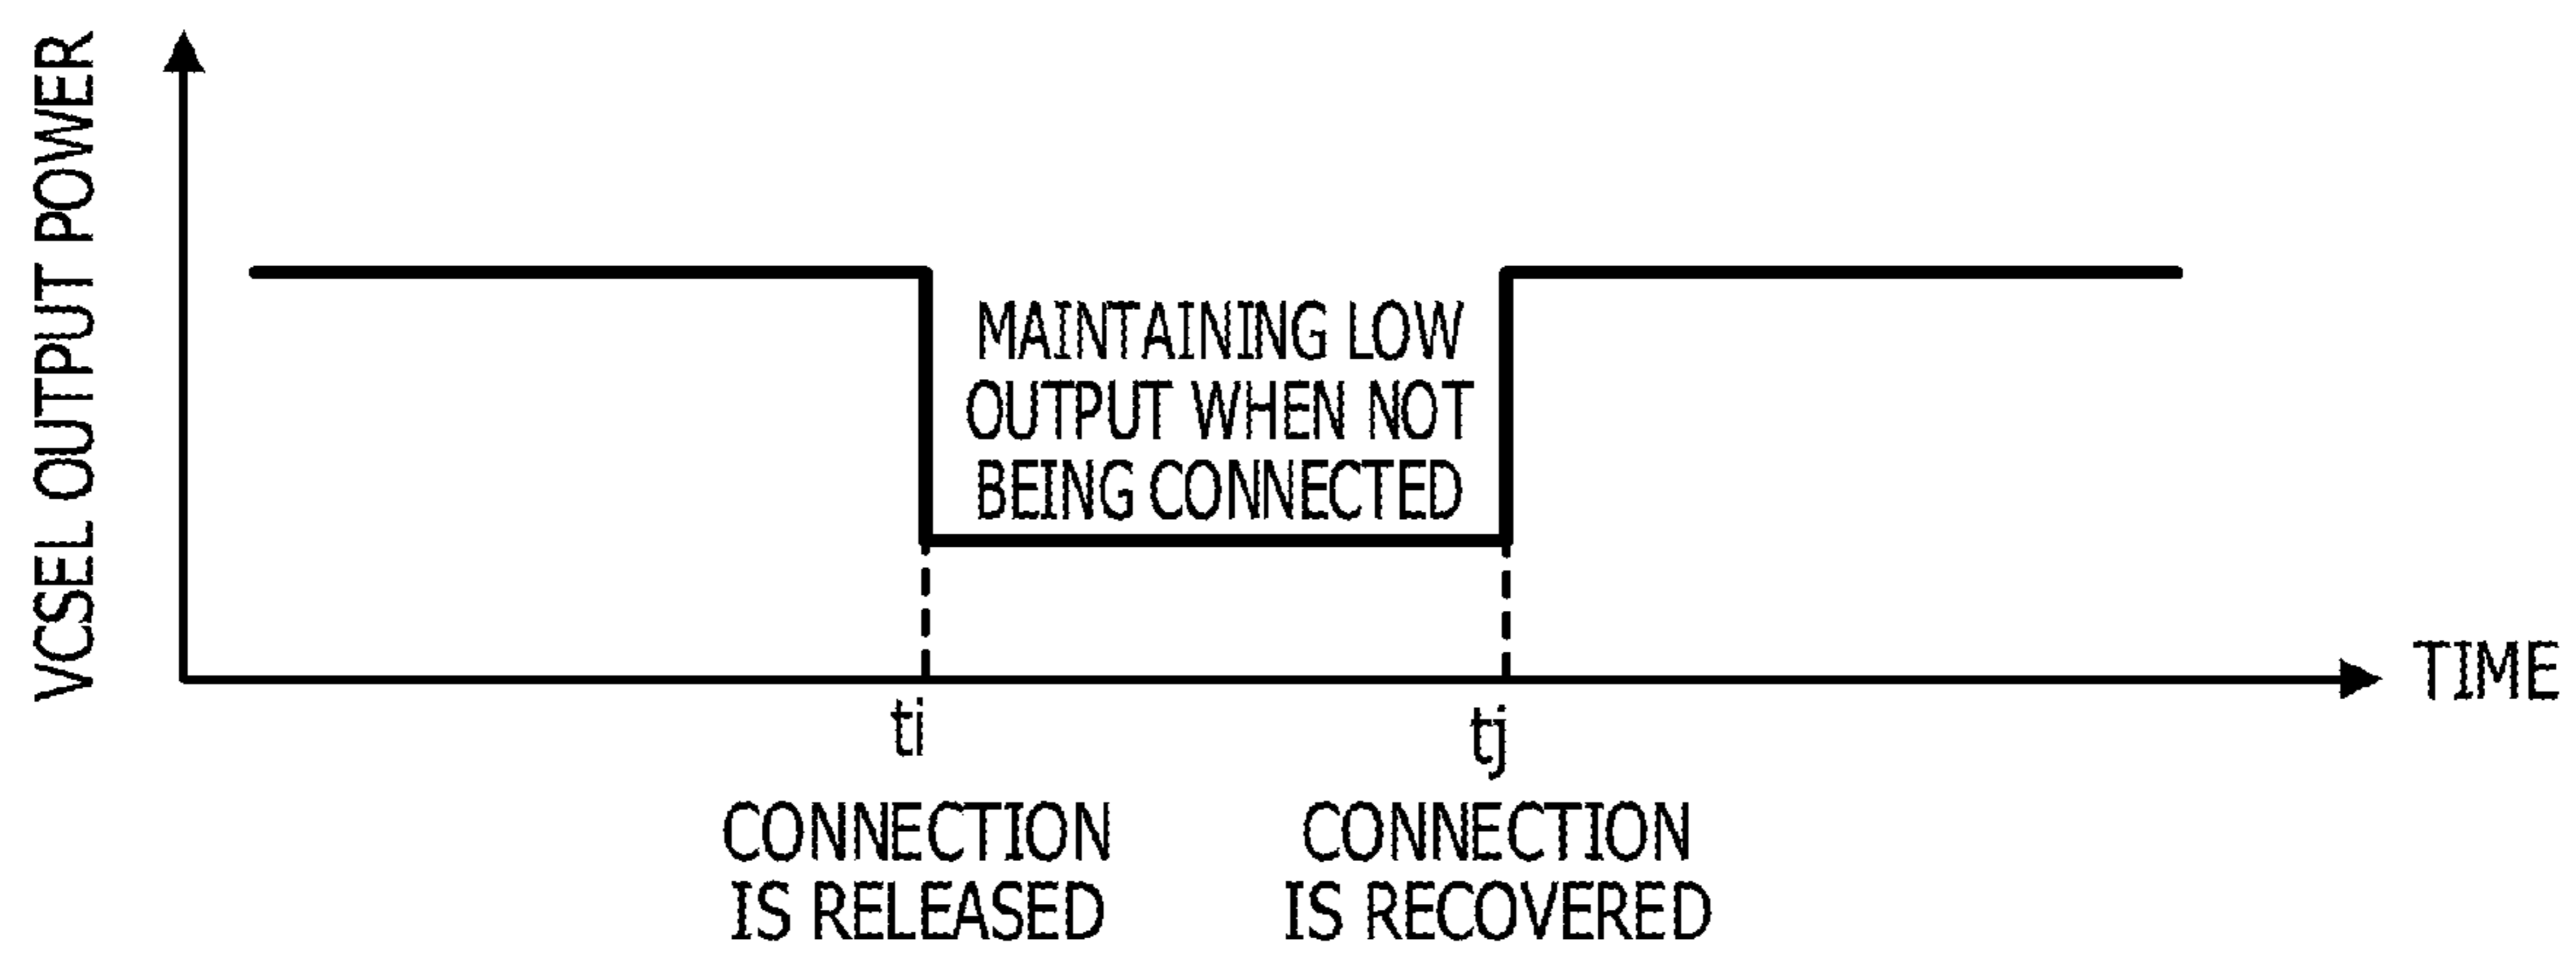 VCSEL OUTPUT POWER
MAINTAINING LOW
OUTPUT WHEN NOT
BEING CONNECTED
TIME
ti
tj
CONNECTION
IS RELEASED
CONNECTION
IS RECOVERED